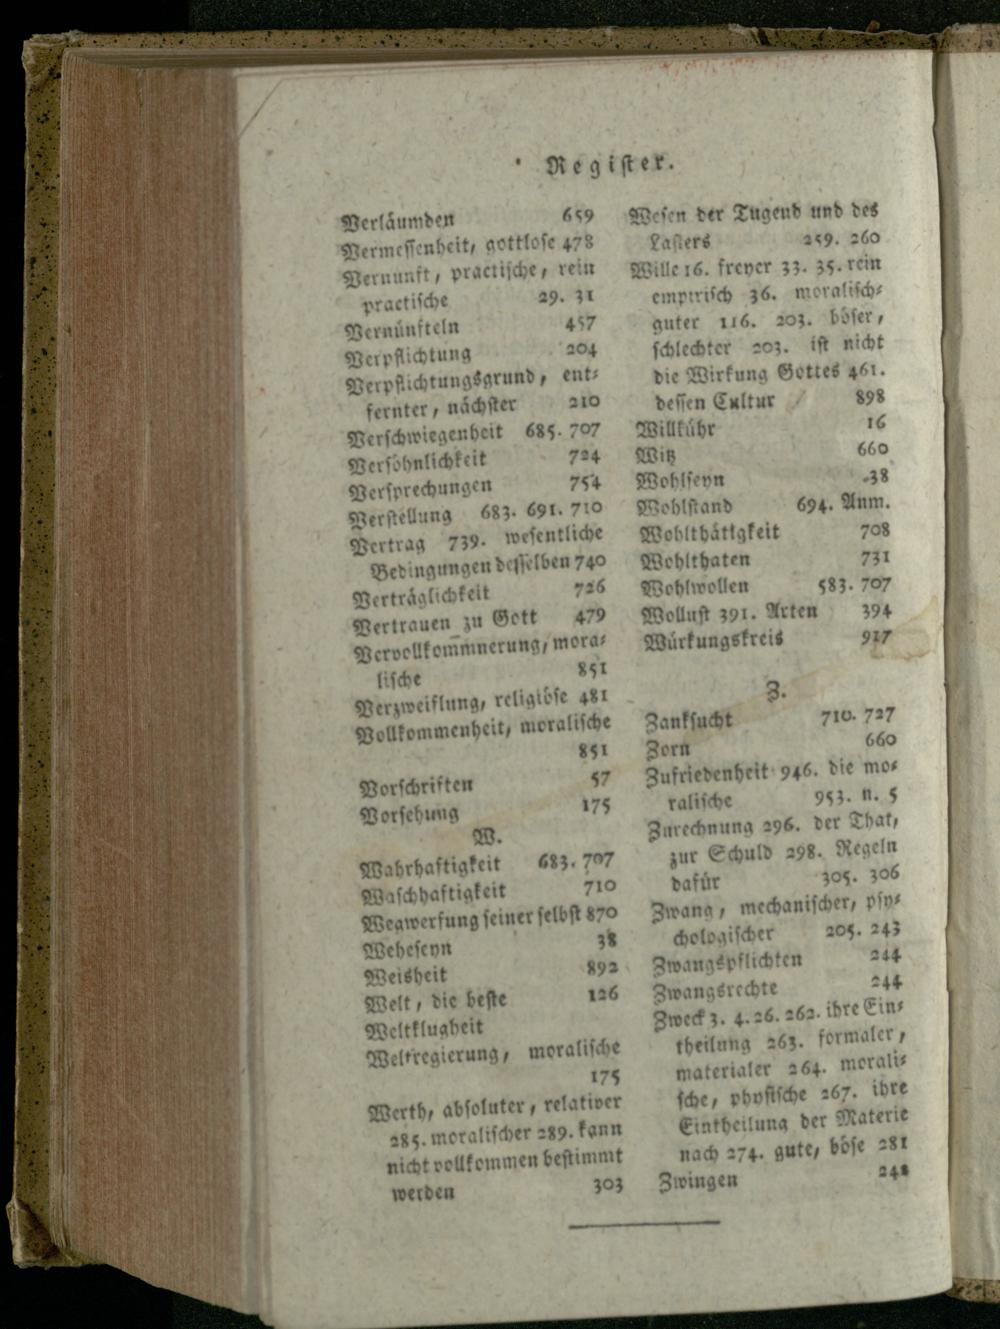 Register.
Verläumden 659
Vermessenheit, gottlose 478
Vernunft, practische, rein
practische 29. 31
Vernünfteln 457
Verpflichtung 204
Verpflichtungsgrund, ent-
fernter, nächster 210
Verschwiegenheit 685. 707
Versöhnlichkeit 724
Versprechungen 754
Verstellung 683. 691. 710
Vertrag 739. wesentliche
Bedingungen desselben 740
Verträglichkeit 726
Vertrauen zu Gott 479
Vervollkommnerung, mora-
lische 851
Verzweiflung, religiöse 481
Vollkommenheit, moralische
851
Vorschriften 57
Vorsehung 175
W.
Wahrhaftigkeit 683. 707
Waschhaftigkeit 710
Wegwerfung seiner selbst 870
Weheseyn 38
Weisheit 892
Welt, die beste 126
Weltklugheit
Weltregierung, moralische
175
Werth, absoluter, relativer
285. moralischer 289. kann
nicht vollkommen bestimmt
werden 303
Wesen der Tugend und des
Lasters 259. 260
Wille 16. freyer 33. 35. rein
empirisch 36. moralisch-
guter 116. 203. böser,
schlechter 203. ist nicht
die Wirkung Gottes 461.
dessen Cultur 898
Willkühr 16
Witz 660
Wohlseyn 38
Wohlstand 694. Anm.
Wohlthätigkeit 708
Wohlthaten 731
Wohlwollen 583. 707
Wollust 391. Arten 394
Würkungskreis 917
Z.
Zanksucht 710. 727
Zorn 660
Zufriedenheit 946. die mo-
ralische 953. n. 5
Zurechnung 296. der That,
zur Schuld 298. Regeln
dafür 305. 306
Zwang, mechanischer, psy-
chologischer 205. 243
Zwangspflichten 244
Zwangsrechte 244
Zweck 3. 4. 26. 262. ihre Ein-
theilung 263. formaler,
materialer 264. morali-
sche, physische 267. ihre
Eintheilung der Materie
nach 274. gute, böse 281
Zwingen